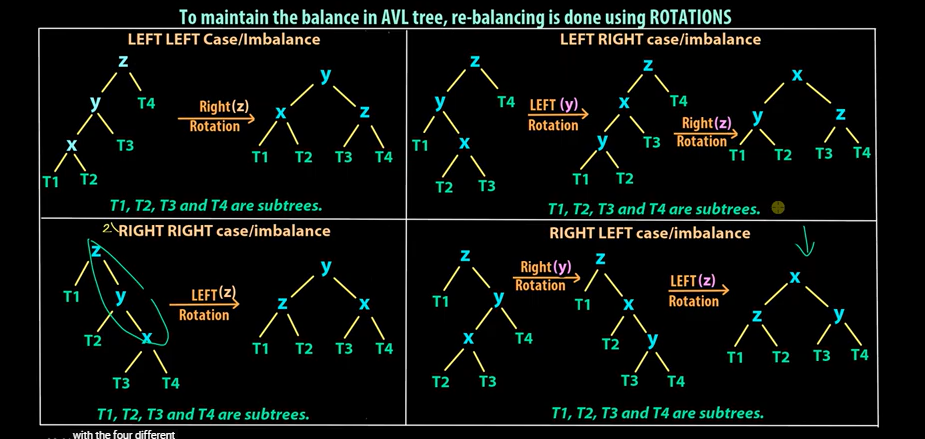 To maintain the balance in AVL tree, re-balancing is done using ROTATIONS
LEFT LEFT Case/Imbalance
z
y
T4
x
T3
T1
T2
Right(z)
Rotation
y
x
z
T1
T2
T3
T4
T1, T2, T3 and T4 are subtrees.
LEFT RIGHT case/imbalance
z
y
T4
T1
x
T2
T3
LEFT (y)
Rotation
z
x
T4
y
T3
T1
T2
Right(z)
Rotation
x
y
z
T1
T2
T3
T4
T1, T2, T3 and T4 are subtrees.
RIGHT RIGHT case/imbalance
z
T1
y
T2
x
T3
T4
LEFT(z)
Rotation
y
z
x
T1
T2
T3
T4
T1, T2, T3 and T4 are subtrees.
RIGHT LEFT case/imbalance
z
T1
y
x
T4
T2
T3
Right(y)
Rotation
z
T1
x
T2
y
T3
T4
LEFT(z)
Rotation
x
z
y
T1
T2
T3
T4
T1, T2, T3 and T4 are subtrees.
with the four different